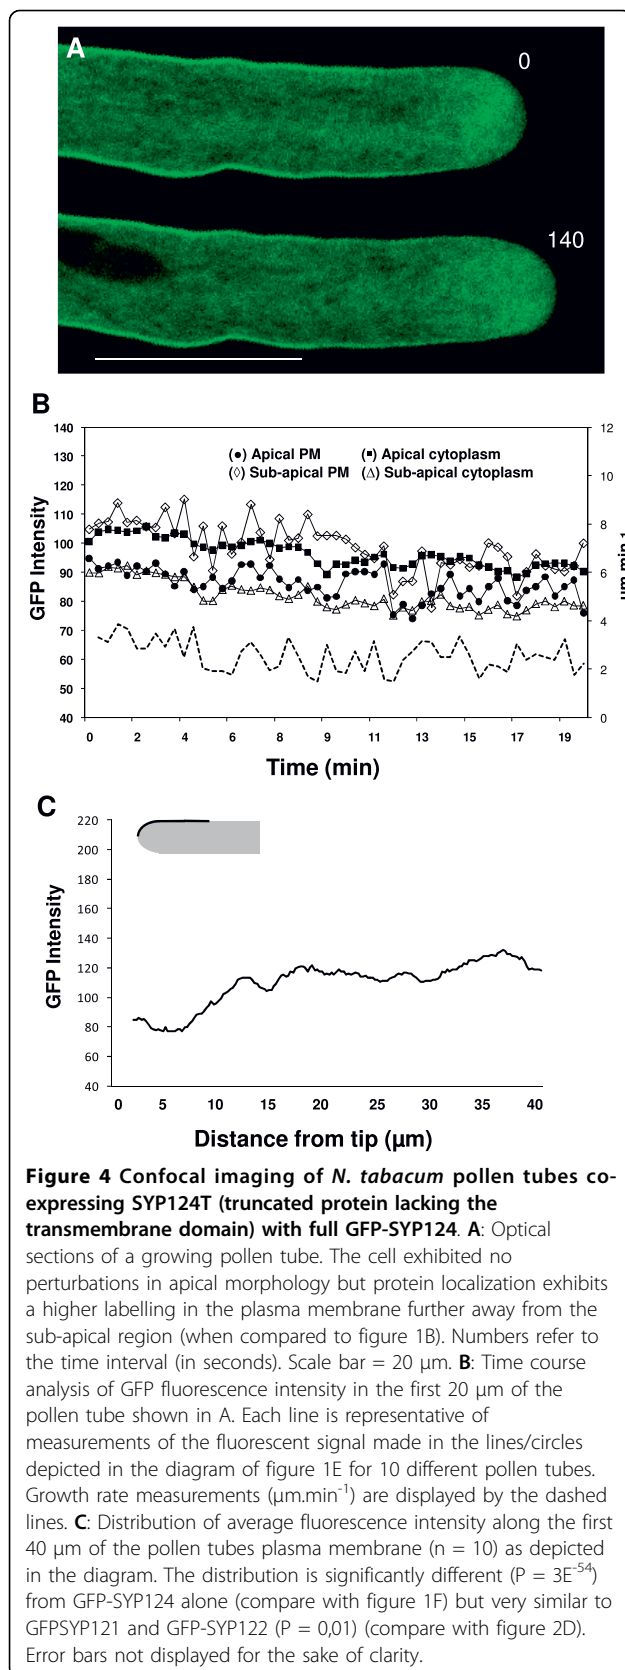 A
0
140
B
140
130
120
110
100
90
80
70
60
50
40
GFP Intensity
(●) Apical PM (■) Apical cytoplasm
(◇) Sub-apical PM (△) Sub-apical cytoplasm
12
10
8
6
4
2
0
0 2 4 6 8 9 11 13 15 17 19
Time (min)
C
220
200
180
160
140
120
100
80
60
40
GFP Intensity
0 5 10 15 20 25 30 35 40
Distance from tip (µm)
Figure 4 Confocal imaging of N. tabacum pollen tubes co-
expressing SYP124T (truncated protein lacking the
transmembrane domain) with full GFP-SYP124. A: Optical
sections of a growing pollen tube. The cell exhibited no
perturbations in apical morphology but protein localization exhibits
a higher labelling in the plasma membrane further away from the
sub-apical region (when compared to figure 1B). Numbers refer to
the time interval (in seconds). Scale bar = 20 µm. B: Time course
analysis of GFP fluorescence intensity in the first 20 µm of the
pollen tube shown in A. Each line is representative of
measurements of the fluorescent signal made in the lines/circles
depicted in the diagram of figure 1E for 10 different pollen tubes.
Growth rate measurements (µm.min-1) are displayed by the dashed
lines. C: Distribution of average fluorescence intensity along the first
40 µm of the pollen tubes plasma membrane (n = 10) as depicted
in the diagram. The distribution is significantly different (P = 3E-54)
from GFP-SYP124 alone (compare with figure 1F) but very similar to
GFPSYP121 and GFP-SYP122 (P = 0,01) (compare with figure 2D).
Error bars not displayed for the sake of clarity.